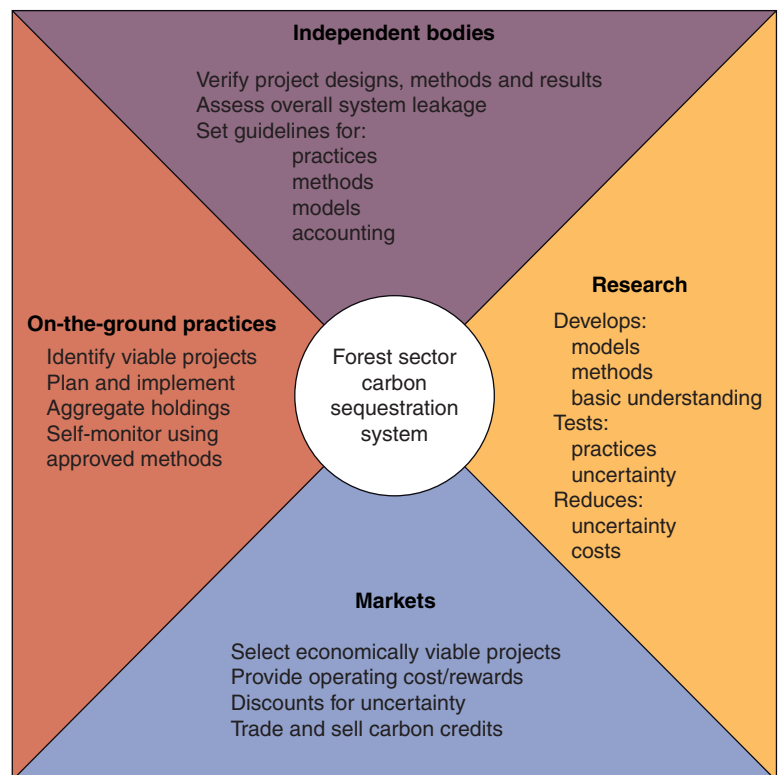 Independent bodies
Verify project designs, methods and results
Assess overall system leakage
Set guidelines for:
practices
methods
models
accounting
On-the-ground practices
Identify viable projects
Plan and implement
Aggregate holdings
Self-monitor using
approved methods
Forest sector
carbon
sequestration
system
Research
Develops:
models
methods
basic understanding
Tests:
practices
uncertainty
Reduces:
uncertainty
costs
Markets
Select economically viable projects
Provide operating cost/rewards
Discounts for uncertainty
Trade and sell carbon credits